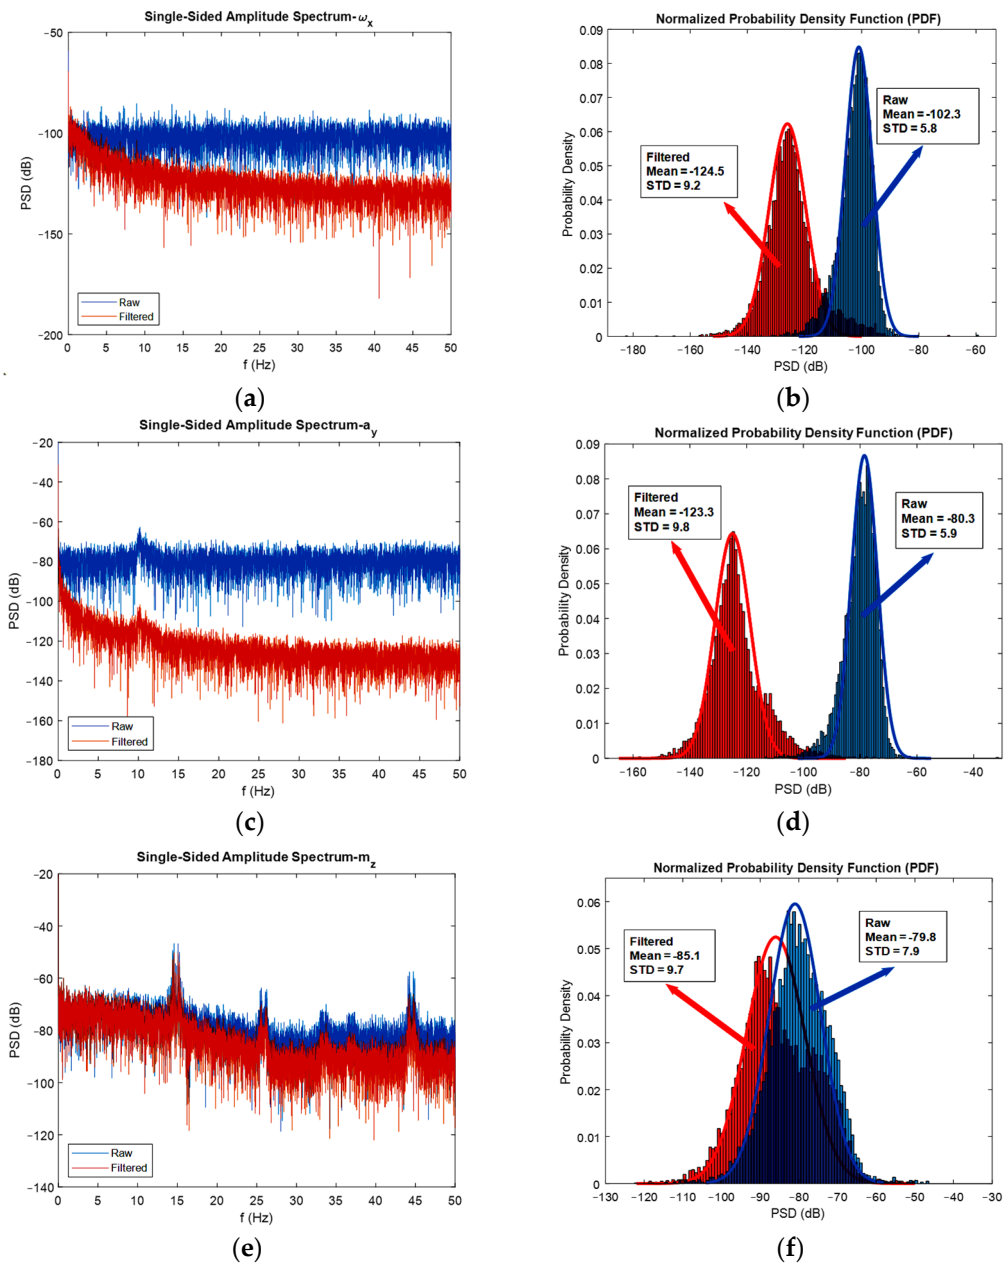 Single-Sided Amplitude Spectrum-ωx
−50
−100
−150
−200
PSD (dB)
Raw
Filtered
0 5 10 15 20 25 30 35 40 45 50
f (Hz)
(a)
Normalized Probability Density Function (PDF)
0.09
0.08
0.07
0.06
0.05
0.04
0.03
0.02
0.01
0
Probability Density
Filtered
Mean = -124.5
STD = 9.2
Raw
Mean = -102.3
STD = 5.8
−180 −160 −140 −120 −100 −80 −60
PSD (dB)
(b)
Single-Sided Amplitude Spectrum-ay
−20
−40
−60
−80
−100
−120
−140
−160
−180
PSD (dB)
Raw
Filtered
0 5 10 15 20 25 30 35 40 45 50
f (Hz)
(c)
Normalized Probability Density Function (PDF)
0.09
0.08
0.07
0.06
0.05
0.04
0.03
0.02
0.01
0
Probability Density
Filtered
Mean = -123.3
STD = 9.8
Raw
Mean = -80.3
STD = 5.9
−160 −140 −120 −100 −80 −60 −40
PSD (dB)
(d)
Single-Sided Amplitude Spectrum-mz
−20
−40
−60
−80
−100
−120
−140
PSD (dB)
Raw
Filtered
0 5 10 15 20 25 30 35 40 45 50
f (Hz)
(e)
Normalized Probability Density Function (PDF)
0.06
0.05
0.04
0.03
0.02
0.01
0
Probability Density
Filtered
Mean = -85.1
STD = 9.7
Raw
Mean = -79.8
STD = 7.9
−130 −120 −110 −100 −90 −80 −70 −60 −50 −40 −30
PSD (dB)
(f)